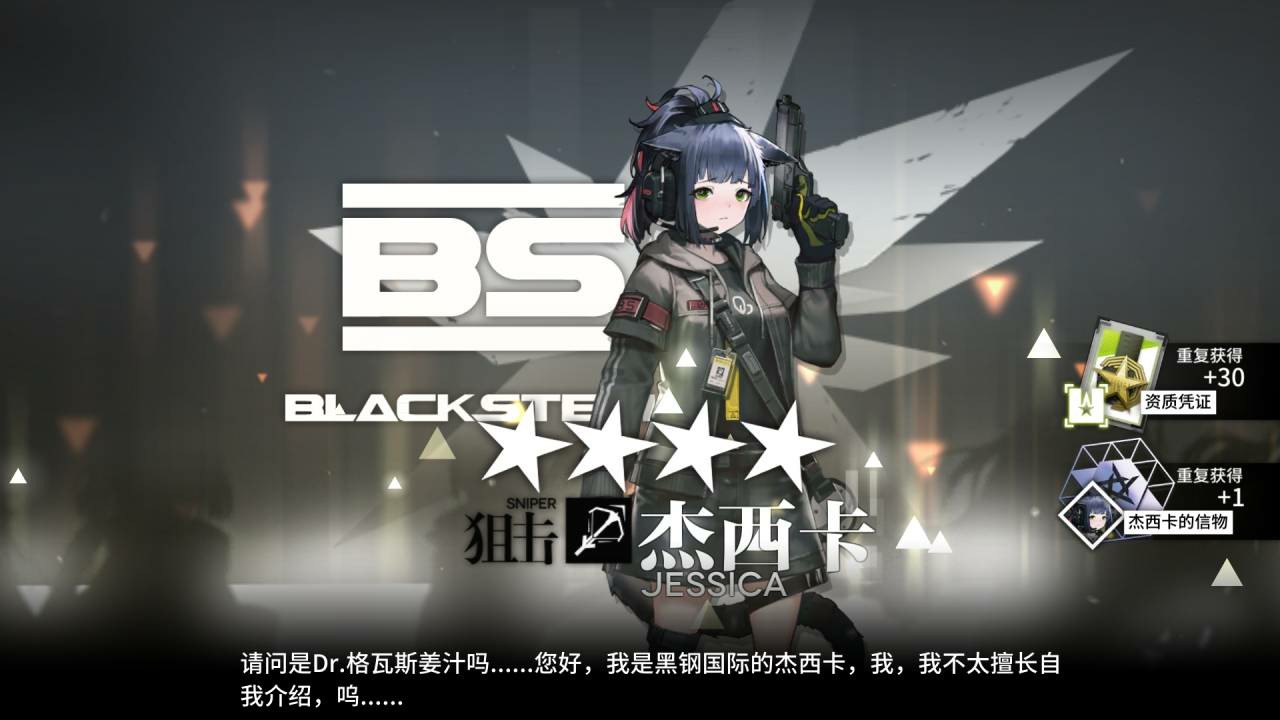 BS
BLACKSTE
SNIPER
狙击
杰西卡
JESSICA
重复获得
+30
资质凭证
重复获得
+1
杰西卡的信物
BS
请问是Dr.格瓦斯姜汁吗......您好，我是黑钢国际的杰西卡，我，我不太擅长自
我介绍，呜......